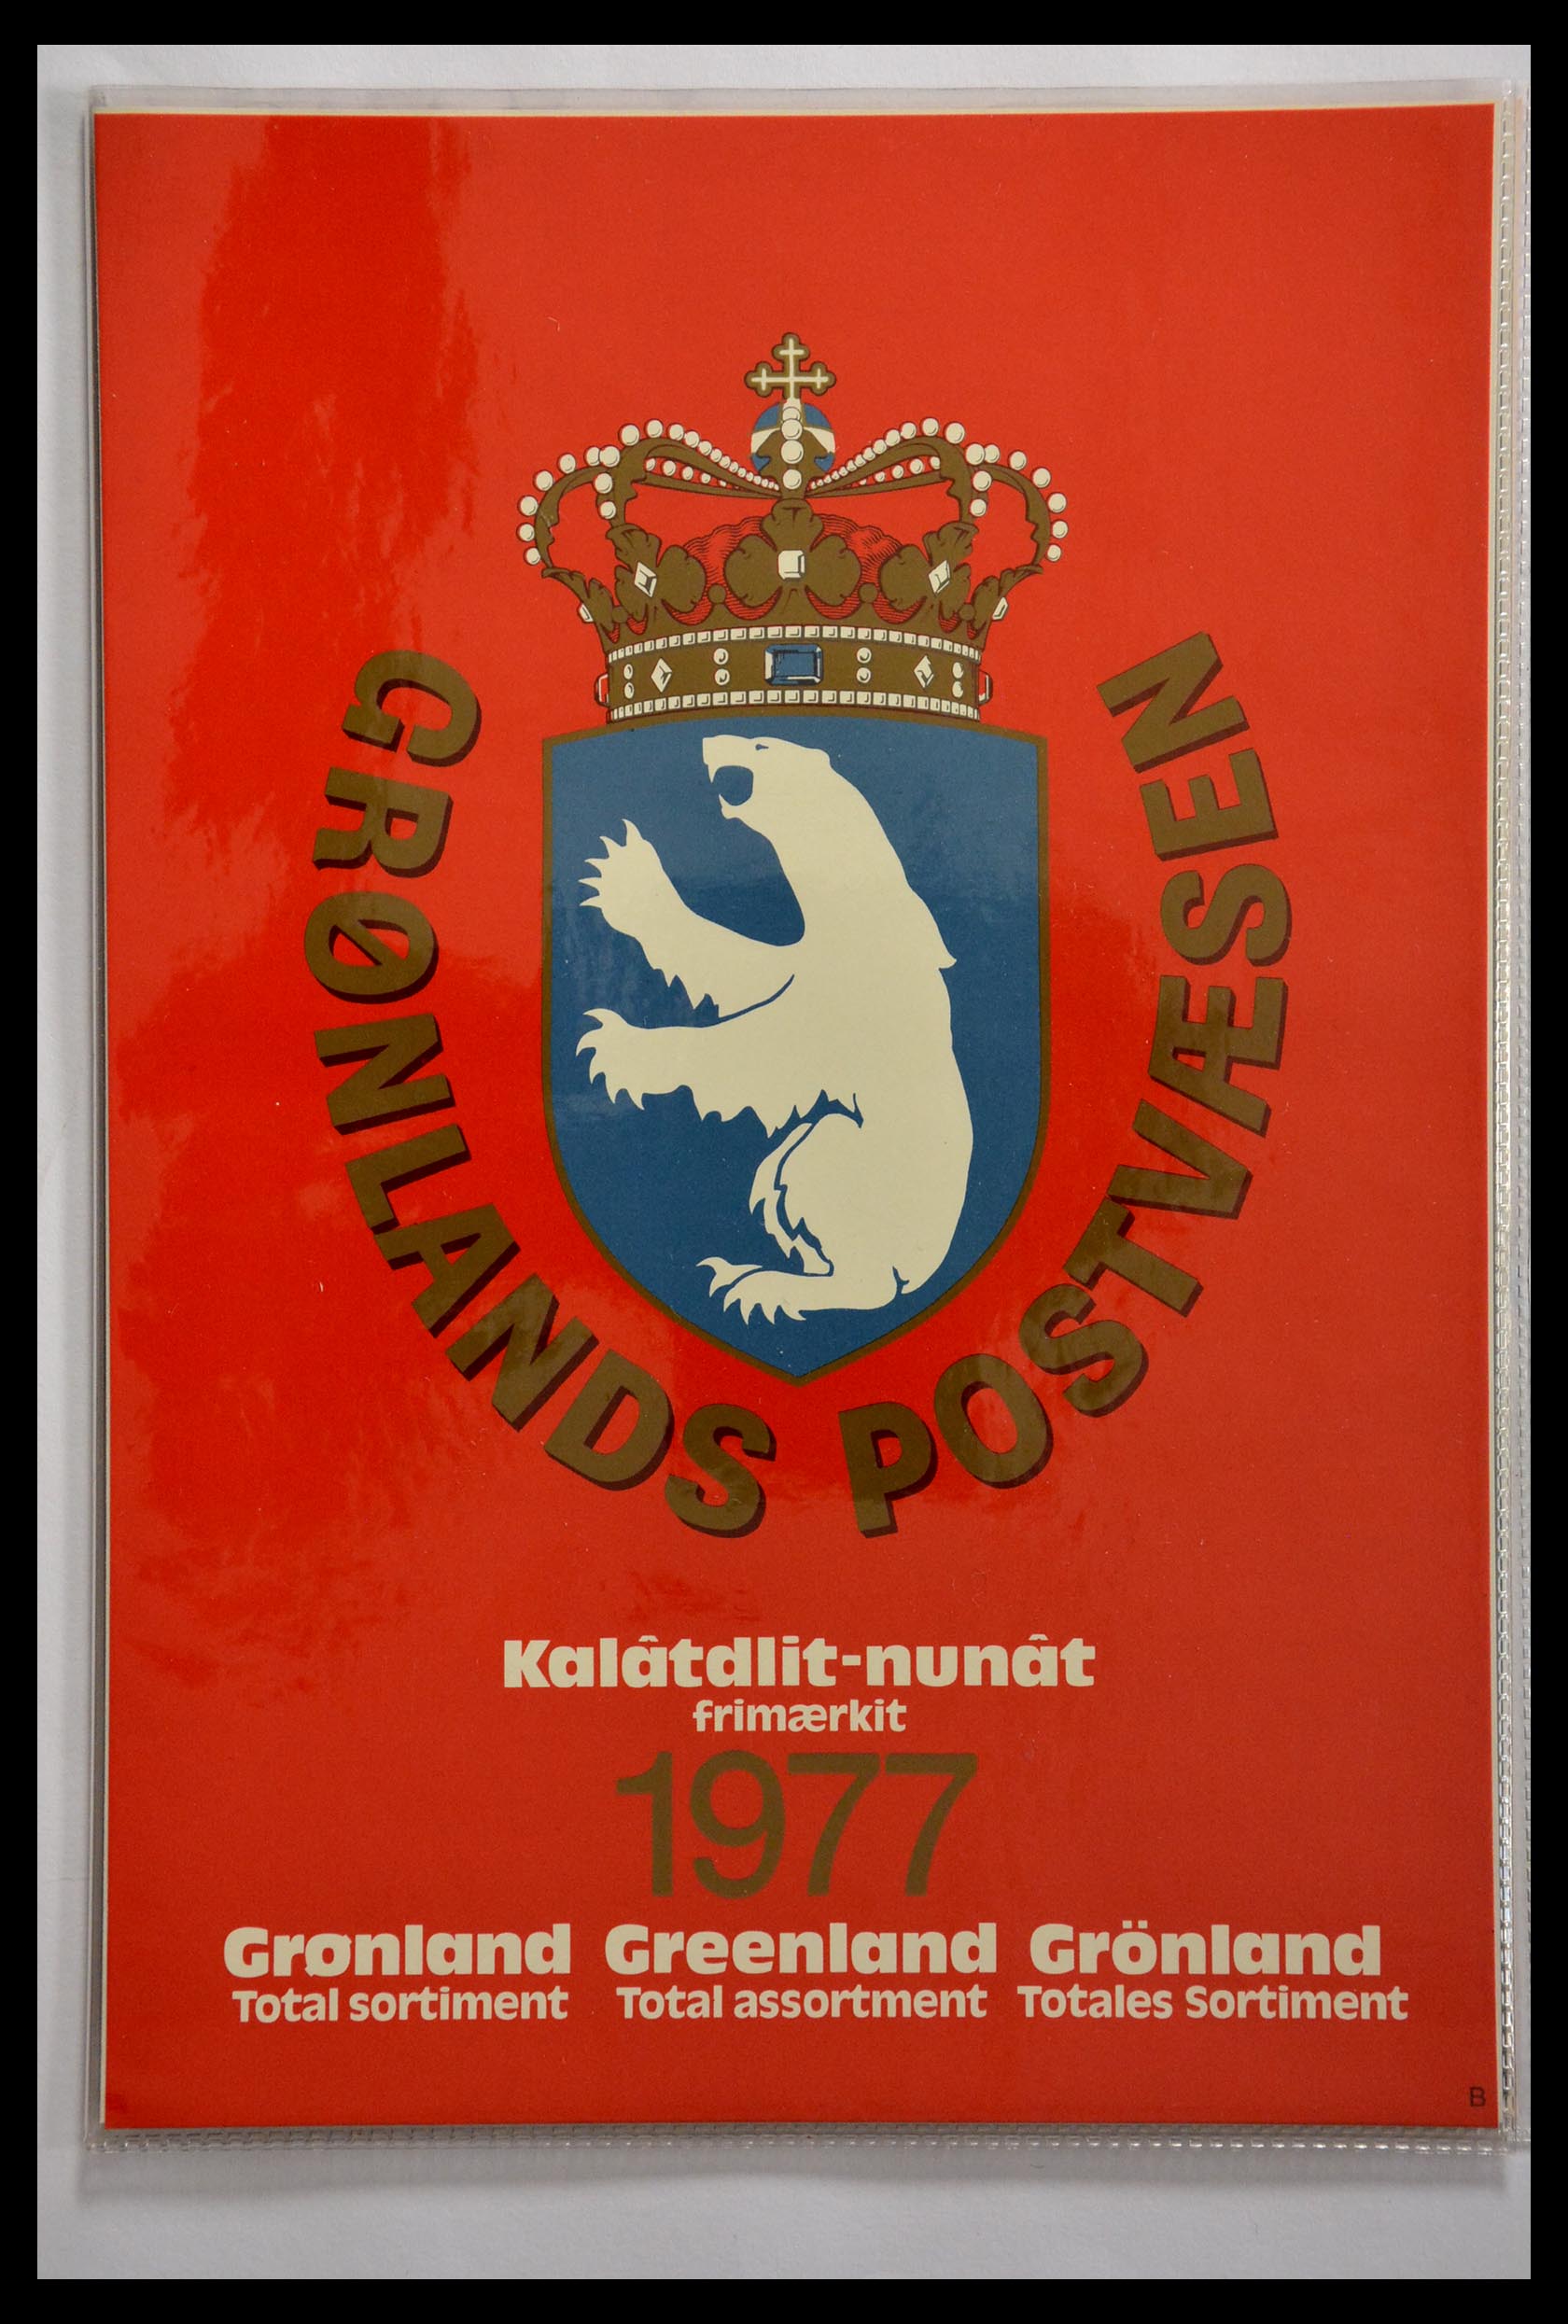 GRØNLANDS POSTVÆSEN
Kalâtdlit-nunât
frimærkit
1977
Grønland Greenland Grönland
Total sortiment Total assortment Totales Sortiment
B